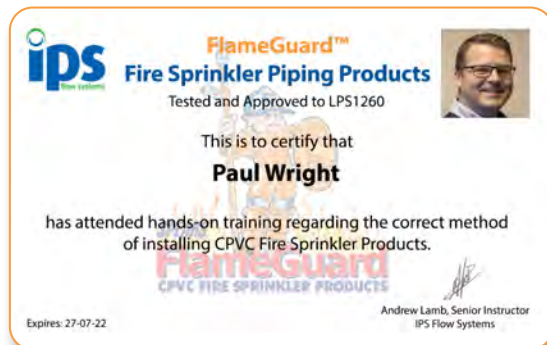 ips
flow systems
FlameGuard™
Fire Sprinkler Piping Products
Tested and Approved to LPS1260
This is to certify that
Paul Wright
has attended hands-on training regarding the correct method
of installing CPVC Fire Sprinkler Products.
FlameGuard
CPVC FIRE SPRINKLER PRODUCTS
Expires: 27-07-22
Andrew Lamb, Senior Instructor
IPS Flow Systems